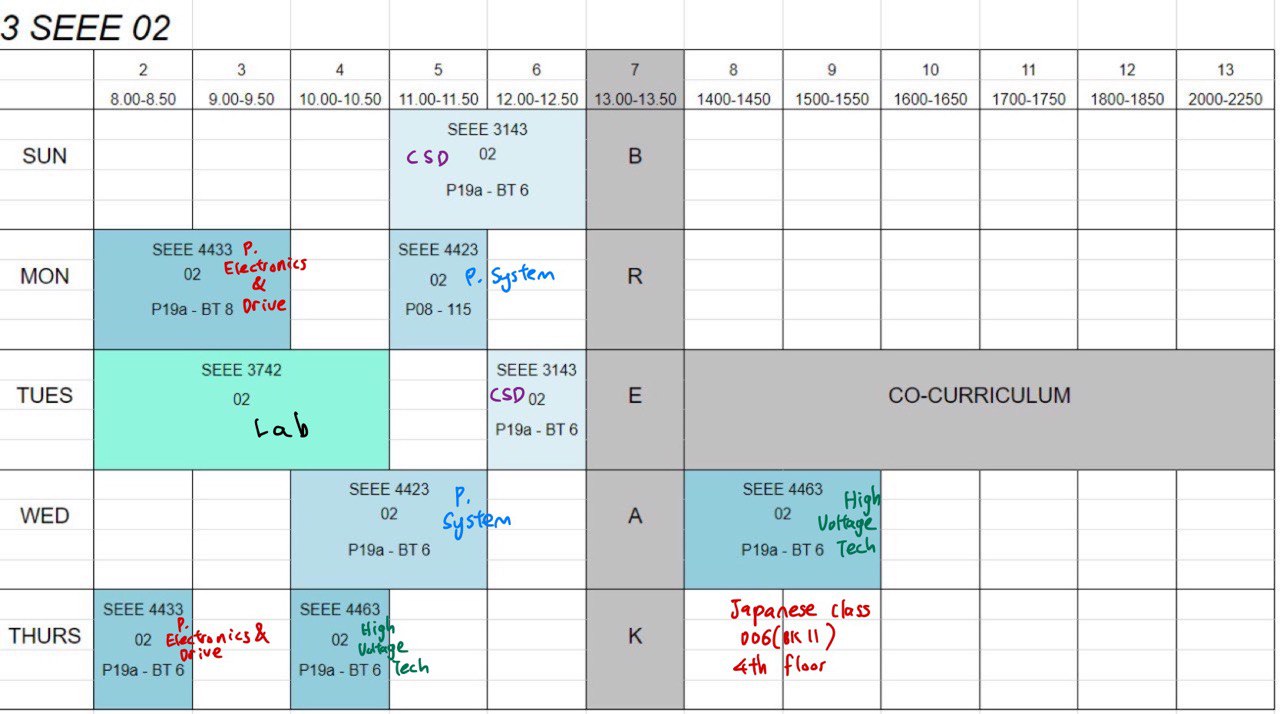 3 SEEE 02
2 3 4 5 6 7 8 9 10 11 12 13
8.00-8.50 9.00-9.50 10.00-10.50 11.00-11.50 12.00-12.50 13.00-13.50 1400-1450 1500-1550 1600-1650 1700-1750 1800-1850 2000-2250
SUN
SEEE 3143
CSD 02
P19a - BT 6
B
MON
SEEE 4433 P.
02 Electronics
&
P19a - BT 8 Drive
SEEE 4423
02 P. System
P08 - 115
R
TUES
SEEE 3742
02
Lab
SEEE 3143
CSD 02
P19a - BT 6
E
CO-CURRICULUM
WED
SEEE 4423
02 P.
System
P19a - BT 6
A
SEEE 4463
02 High
Voltage
P19a - BT 6 Tech
THURS
SEEE 4433
P.
02 Electronics &
Drive
P19a - BT 6
SEEE 4463
02 High
Voltage
P19a - BT 6 Tech
K
Japanese class
006(BK 11)
4th floor